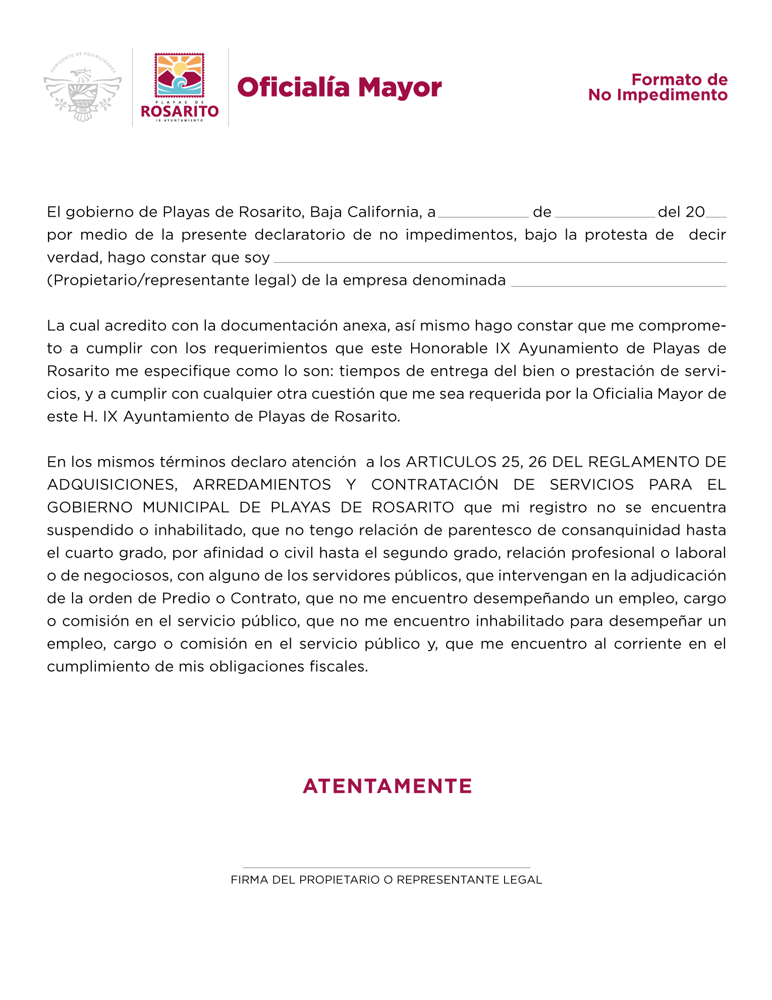 HORIZONTE DE POSIBILIDADES
1995
PLAYAS DE
ROSARITO
IX AYUNTAMIENTO
Oficialía Mayor
Formato de
No Impedimento
El gobierno de Playas de Rosarito, Baja California, a____________ de____________ del 20___
por medio de la presente declaratorio de no impedimentos, bajo la protesta de decir
verdad, hago constar que soy ____________
(Propietario/representante legal) de la empresa denominada ____________
La cual acredito con la documentación anexa, así mismo hago constar que me comprome-
to a cumplir con los requerimientos que este Honorable IX Ayunamiento de Playas de
Rosarito me especifique como lo son: tiempos de entrega del bien o prestación de servi-
cios, y a cumplir con cualquier otra cuestión que me sea requerida por la Oficialia Mayor de
este H. IX Ayuntamiento de Playas de Rosarito.
En los mismos términos declaro atención a los ARTICULOS 25, 26 DEL REGLAMENTO DE
ADQUISICIONES, ARREDAMIENTOS Y CONTRATACIÓN DE SERVICIOS PARA EL
GOBIERNO MUNICIPAL DE PLAYAS DE ROSARITO que mi registro no se encuentra
suspendido o inhabilitado, que no tengo relación de parentesco de consanquinidad hasta
el cuarto grado, por afinidad o civil hasta el segundo grado, relación profesional o laboral
o de negociosos, con alguno de los servidores públicos, que intervengan en la adjudicación
de la orden de Predio o Contrato, que no me encuentro desempeñando un empleo, cargo
o comisión en el servicio público, que no me encuentro inhabilitado para desempeñar un
empleo, cargo o comisión en el servicio público y, que me encuentro al corriente en el
cumplimiento de mis obligaciones fiscales.
ATENTAMENTE
FIRMA DEL PROPIETARIO O REPRESENTANTE LEGAL